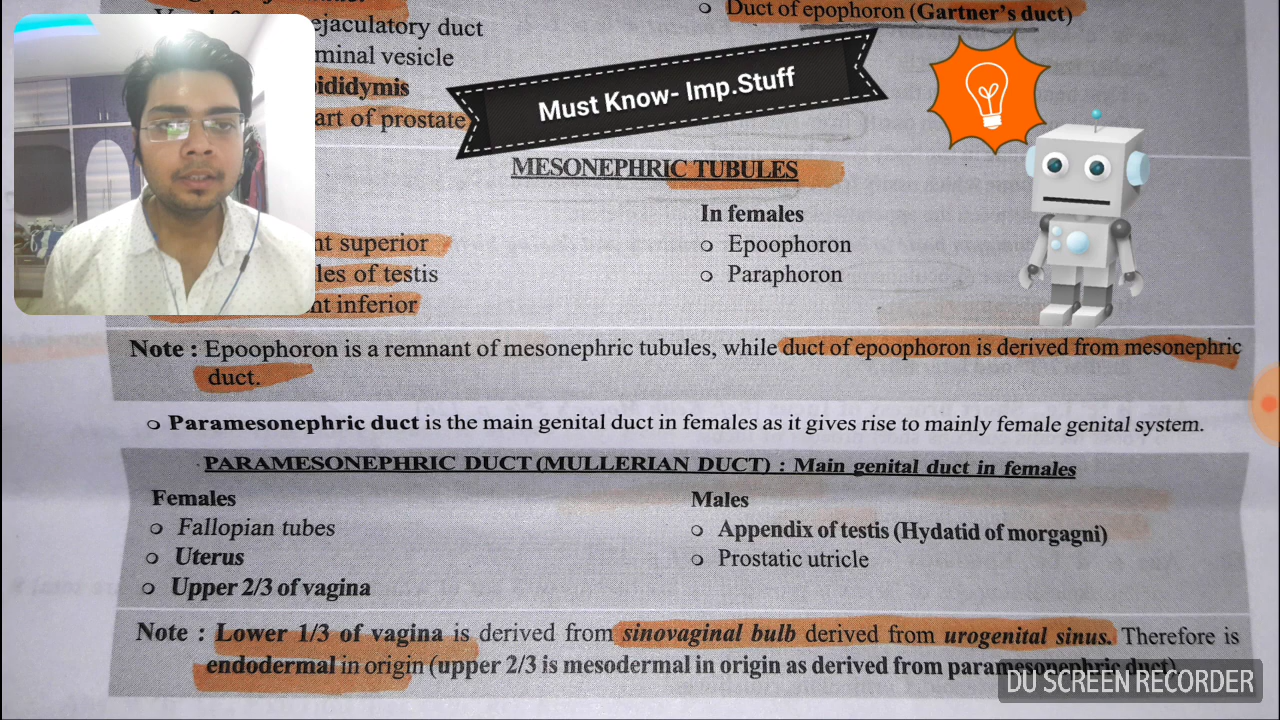 Duct of epophoron (Gartner's duct)
ejaculatory duct
minal vesicle
ididymis
art of prostate
Must Know- Imp.Stuff
MESONEPHRIC TUBULES
In females
nt superior
Epoophoron
les of testis
Paraphoron
nt inferior
Note : Epoophoron is a remnant of mesonephric tubules, while duct of epoophoron is derived from mesonephric
duct.
Paramesonephric duct is the main genital duct in females as it gives rise to mainly female genital system.
PARAMESONEPHRIC DUCT (MULLERIAN DUCT) : Main genital duct in females
Females
Fallopian tubes
Uterus
Upper 2/3 of vagina
Males
Appendix of testis (Hydatid of morgagni)
Prostatic utricle
Note : Lower 1/3 of vagina is derived from sinovaginal bulb derived from urogenital sinus. Therefore is
endodermal in origin (upper 2/3 is mesodermal in origin as derived from paramesonephric duct)
DU SCREEN RECORDER